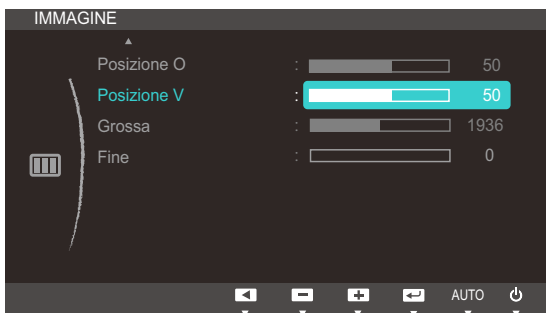 IMMAGINE
Posizione O : 50
Posizione V : 50
Grossa : 1936
Fine : 0
AUTO